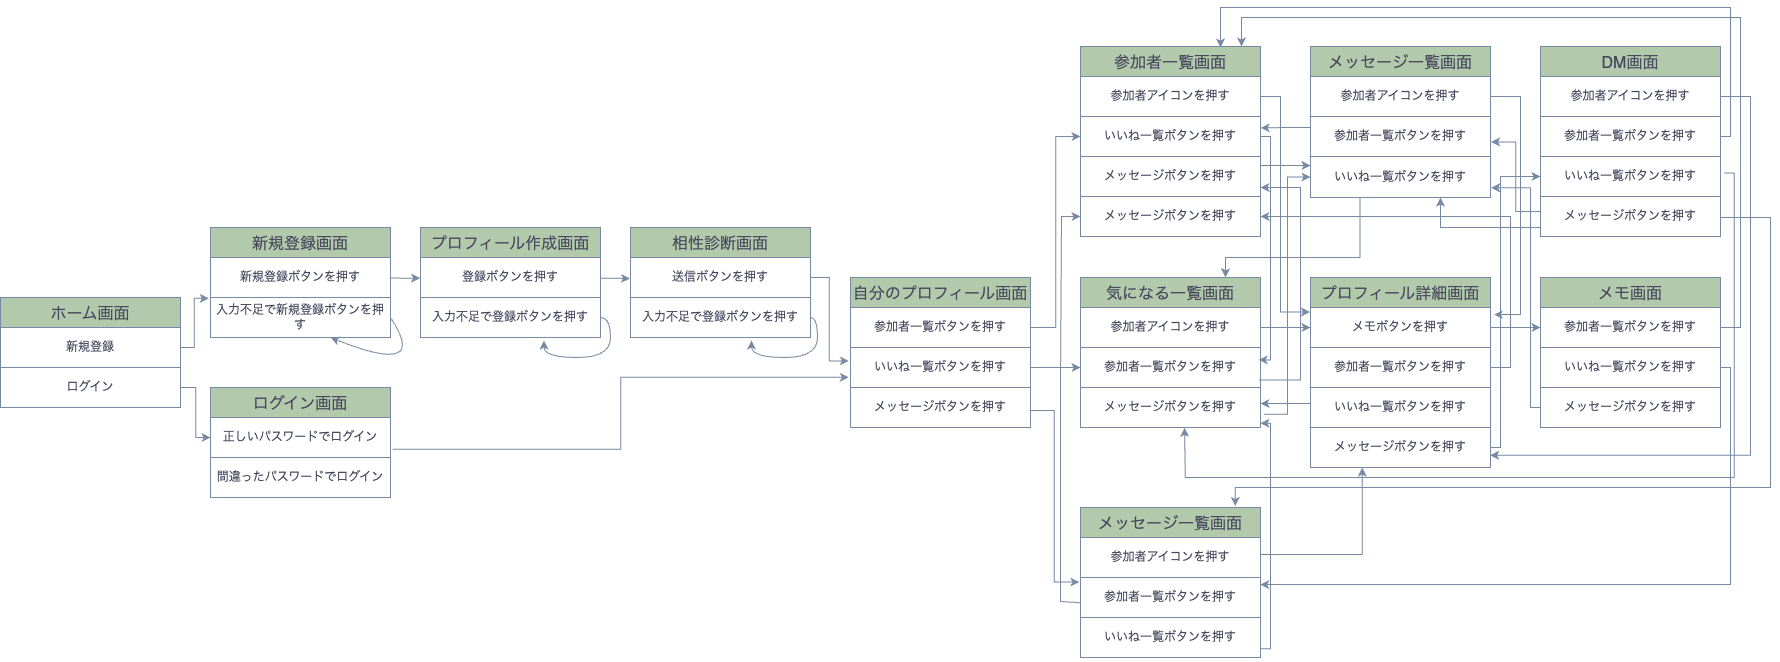 ホーム画面
新規登録
ログイン
新規登録画面
新規登録ボタンを押す
入力不足で新規登録ボタンを押
す
ログイン画面
正しいパスワードでログイン
間違ったパスワードでログイン
プロフィール作成画面
登録ボタンを押す
入力不足で登録ボタンを押す
相性診断画面
送信ボタンを押す
入力不足で登録ボタンを押す
自分のプロフィール画面
参加者一覧ボタンを押す
いいね一覧ボタンを押す
メッセージボタンを押す
参加者一覧画面
参加者アイコンを押す
いいね一覧ボタンを押す
メッセージボタンを押す
メッセージボタンを押す
メッセージ一覧画面
参加者アイコンを押す
参加者一覧ボタンを押す
いいね一覧ボタンを押す
DM画面
参加者アイコンを押す
参加者一覧ボタンを押す
いいね一覧ボタンを押す
メッセージボタンを押す
気になる一覧画面
参加者アイコンを押す
参加者一覧ボタンを押す
メッセージボタンを押す
プロフィール詳細画面
メモボタンを押す
参加者一覧ボタンを押す
いいね一覧ボタンを押す
メッセージボタンを押す
メモ画面
参加者一覧ボタンを押す
いいね一覧ボタンを押す
メッセージボタンを押す
メッセージ一覧画面
参加者アイコンを押す
参加者一覧ボタンを押す
いいね一覧ボタンを押す